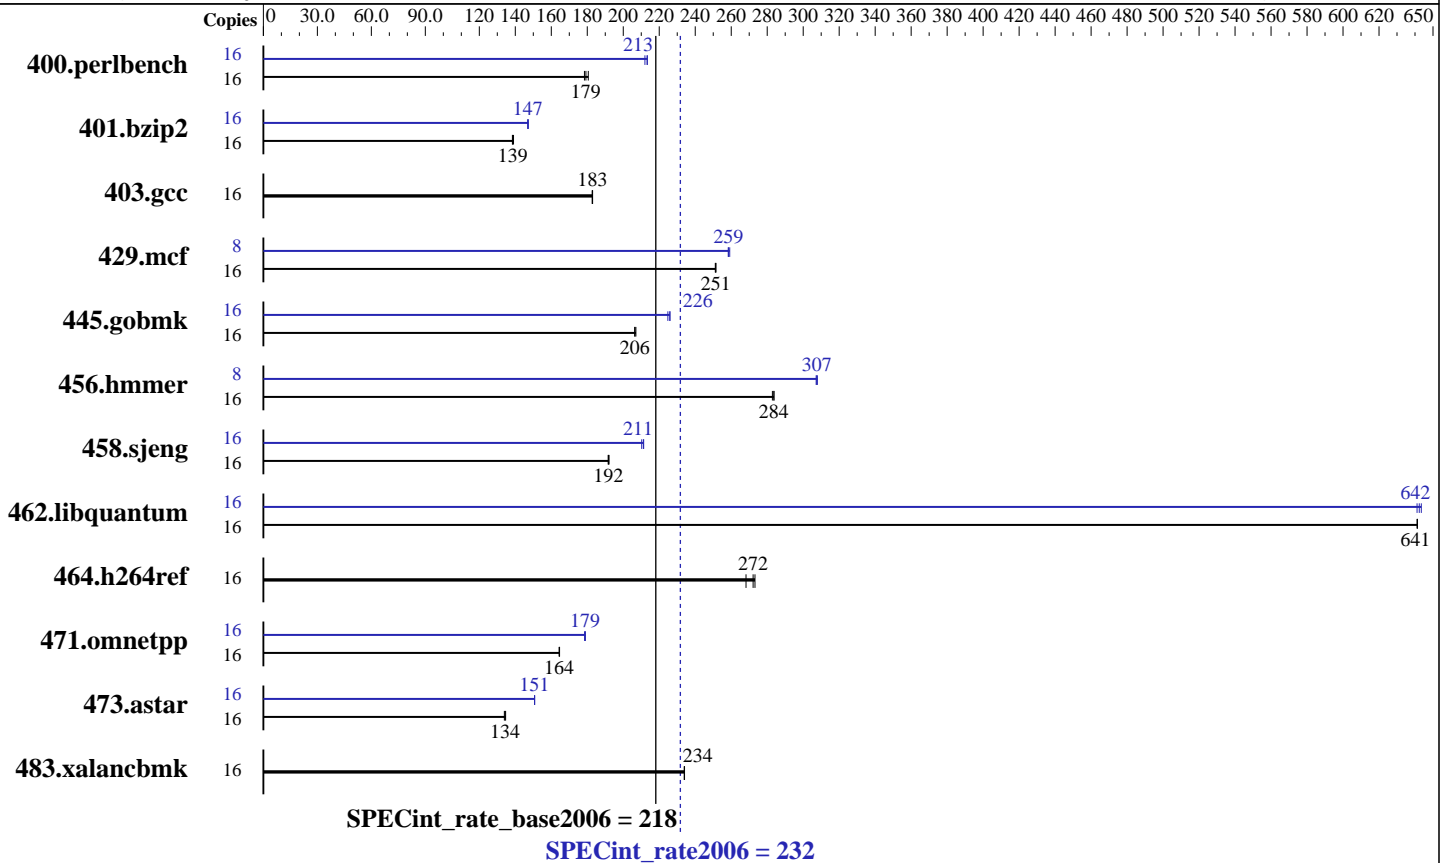 Copies 0 30.0 60.0 90.0 120 140 160 180 200 220 240 260 280 300 320 340 360 380 400 420 440 460 480 500 520 540 560 580 600 620 650
400.perlbench 16 213
16 179
401.bzip2 16 147
16 139
403.gcc 16 183
429.mcf 8 259
16 251
445.gobmk 16 226
16 206
456.hmmer 8 307
16 284
458.sjeng 16 211
16 192
462.libquantum 16 642
16 641
464.h264ref 16 272
471.omnetpp 16 179
16 164
473.astar 16 151
16 134
483.xalancbmk 16 234
SPECint_rate_base2006 = 218
SPECint_rate2006 = 232